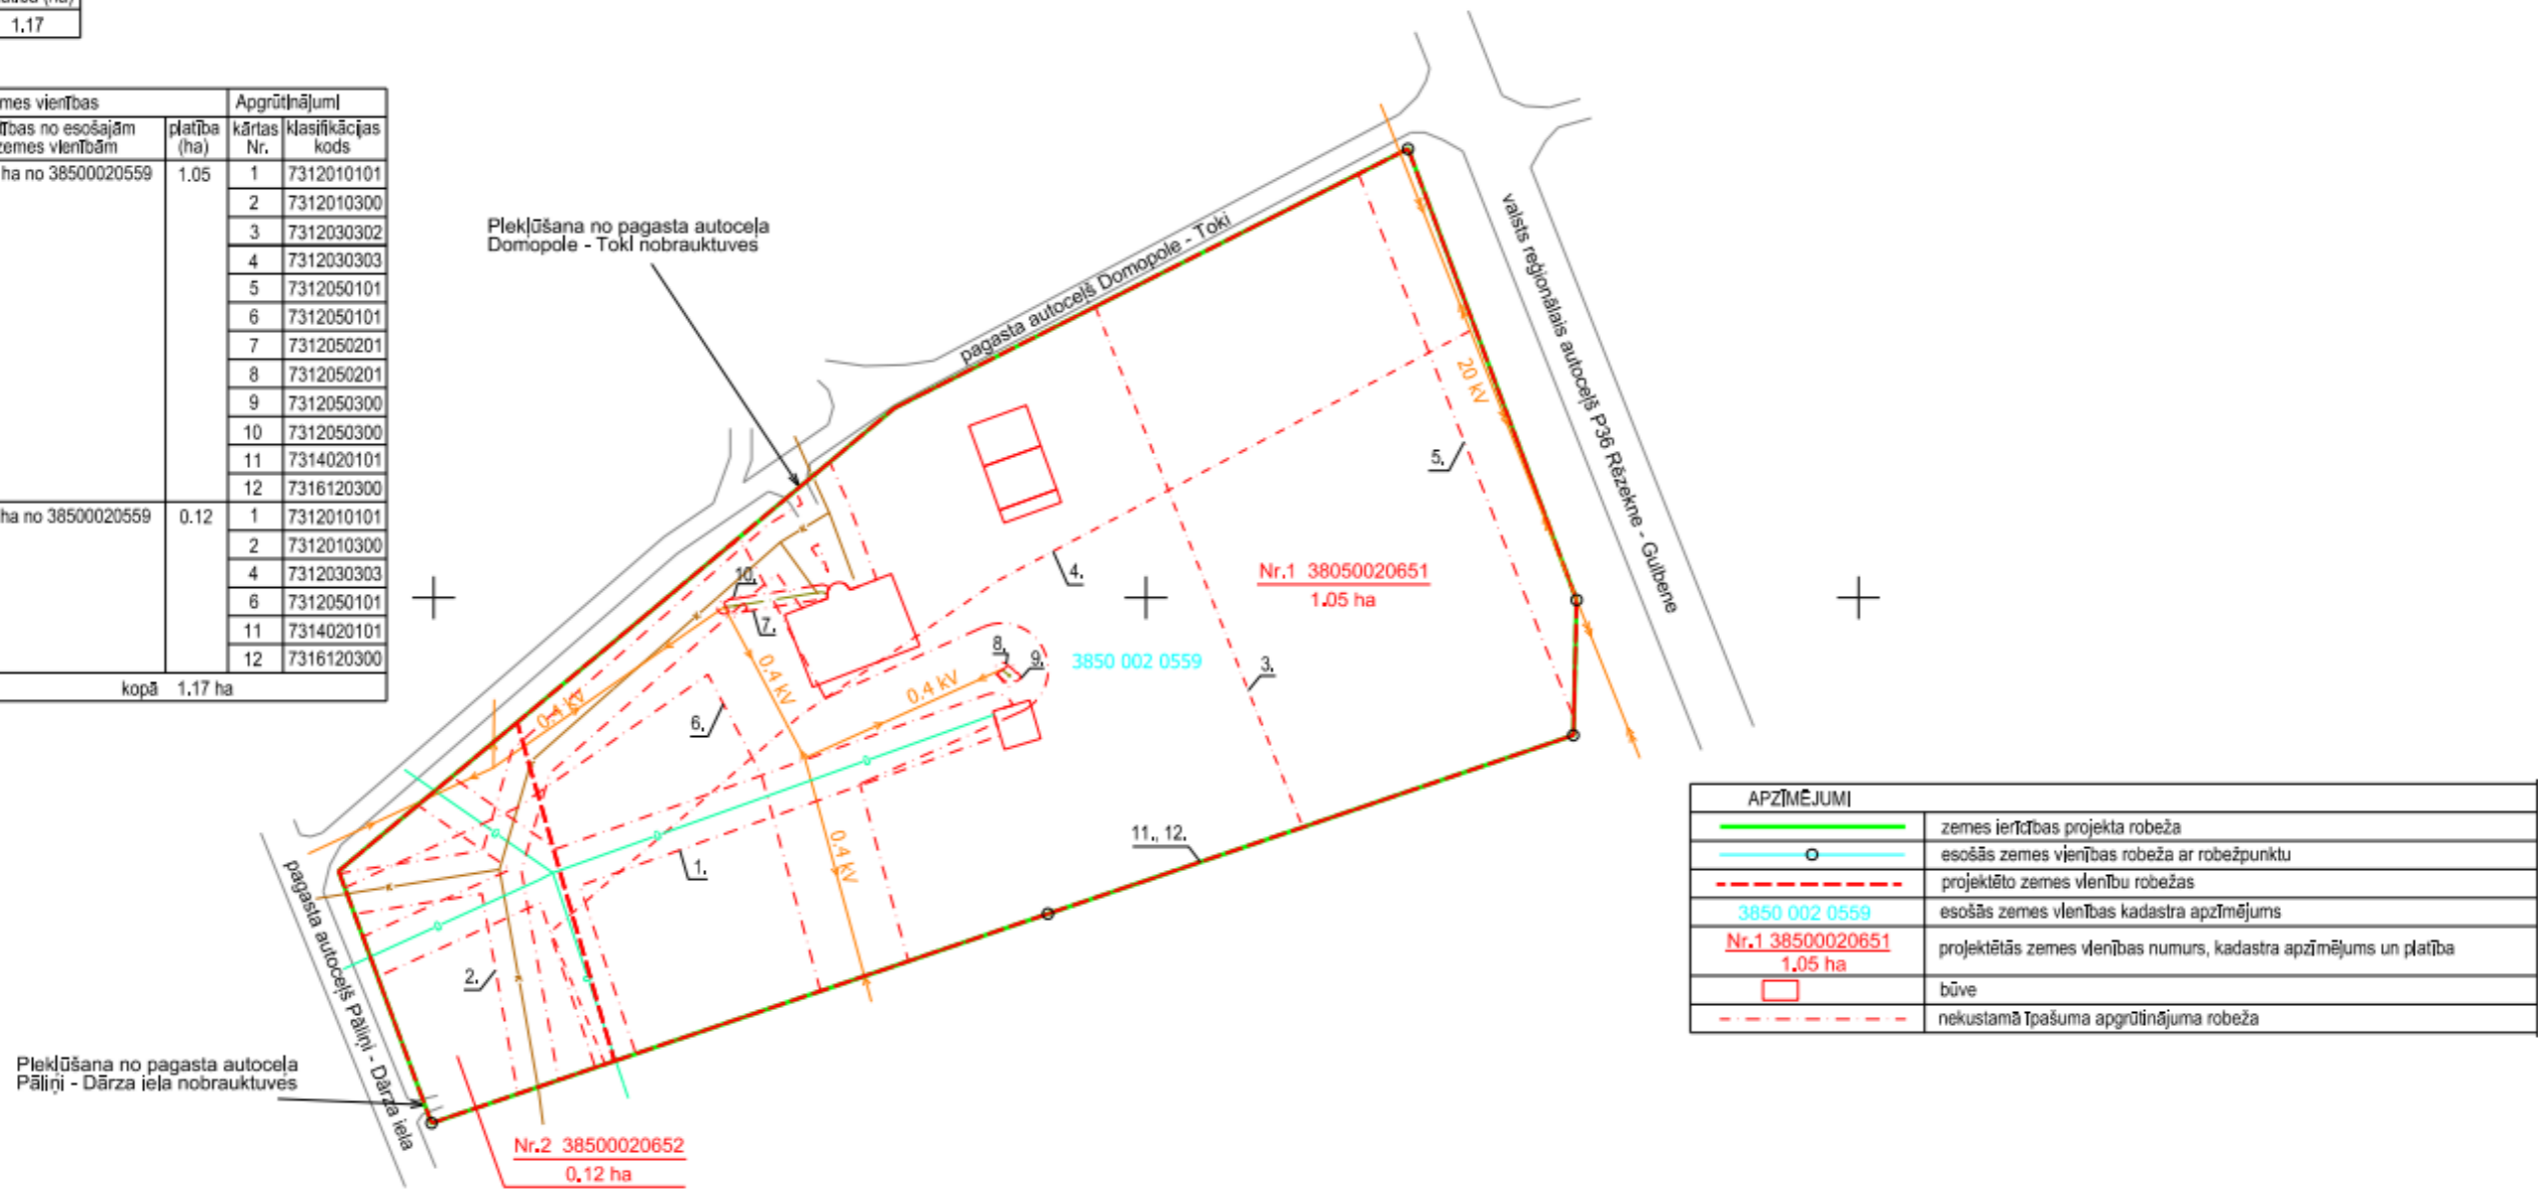 1.17
mes vienības
Apgrūtinājumi
ības no esošajām
zemes vienībām
platība
(ha)
kārtas
Nr.
klasifikācijas
kods
ha no 38500020559 1.05 1 7312010101
2 7312010300
3 7312030302
4 7312030303
5 7312050101
6 7312050101
7 7312050201
8 7312050201
9 7312050300
10 7312050300
11 7314020101
12 7316120300
ha no 38500020559 0.12 1 7312010101
2 7312010300
4 7312030303
6 7312050101
11 7314020101
12 7316120300
kopā 1.17 ha
Piekļūšana no pagasta autoceļa
Domopole - Toki nobrauktuves
pagasta autoceļš Domopole - Toki
valsts reģionālais autoceļš P36 Rēzekne - Gulbene
20 kV
5.
4.
Nr.1 38050020651
1.05 ha
10.
7.
8.
9.
3850 002 0559
3.
0.4 kV
0.4 kV
0.4 kV
6.
0.4 kV
1.
11., 12.
2.
pagasta autoceļš Pāliņi - Dārza iela
Piekļūšana no pagasta autoceļa
Pāliņi - Dārza iela nobrauktuves
Nr.2 38500020652
0.12 ha
APZĪMĒJUMI
zemes ierīcības projekta robeža
esošās zemes vienības robeža ar robežpunktu
projektēto zemes vienību robežas
3850 002 0559 esošās zemes vienības kadastra apzīmējums
Nr.1 38500020651
1.05 ha
projektētās zemes vienības numurs, kadastra apzīmējums un platība
būve
nekustamā īpašuma apgrūtinājuma robeža